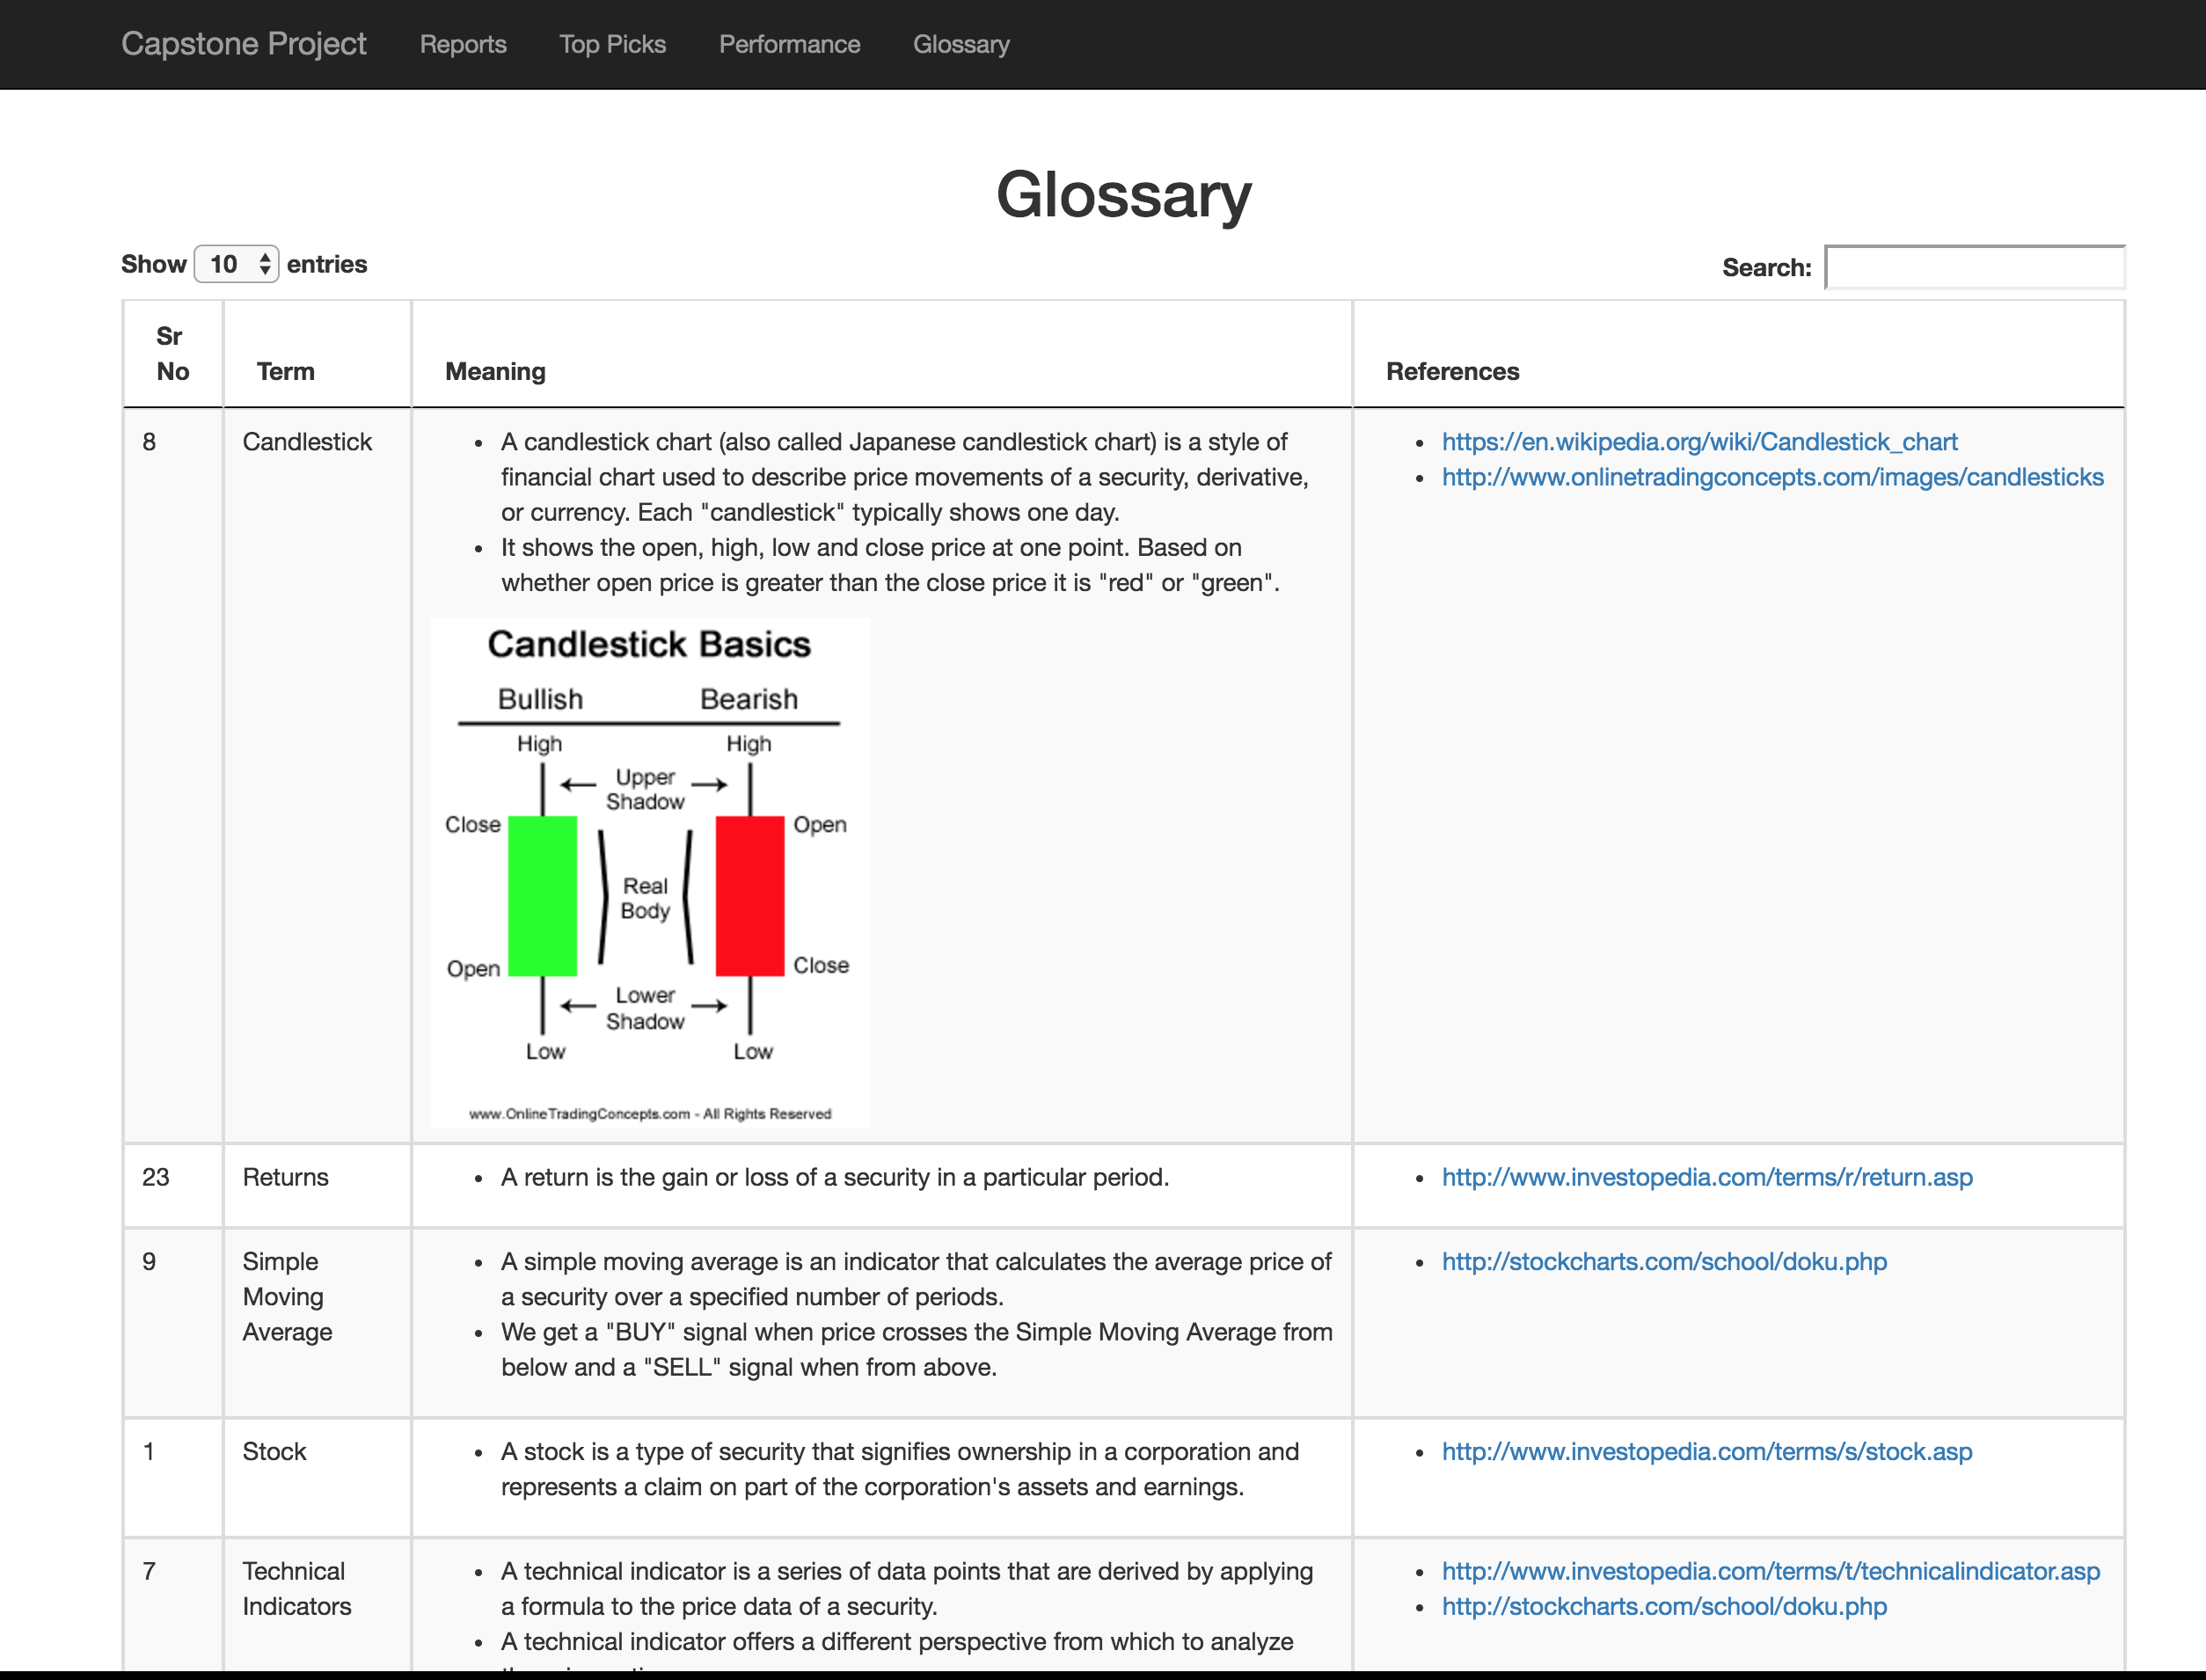 Capstone Project Reports Top Picks Performance Glossary
Glossary
Show 10 entries
Search:
Sr
No
Term
Meaning
References
8
Candlestick
A candlestick chart (also called Japanese candlestick chart) is a style of
financial chart used to describe price movements of a security, derivative,
or currency. Each "candlestick" typically shows one day.
It shows the open, high, low and close price at one point. Based on
whether open price is greater than the close price it is "red" or "green".
Candlestick Basics
Bullish Bearish
High High
Upper
Shadow
Close Open
Real
Body
Open Close
Lower
Shadow
Low Low
www.OnlineTradingConcepts.com - All Rights Reserved
https://en.wikipedia.org/wiki/Candlestick_chart
http://www.onlinetradingconcepts.com/images/candlesticks
23
Returns
A return is the gain or loss of a security in a particular period.
http://www.investopedia.com/terms/r/return.asp
9
Simple
Moving
Average
A simple moving average is an indicator that calculates the average price of
a security over a specified number of periods.
We get a "BUY" signal when price crosses the Simple Moving Average from
below and a "SELL" signal when from above.
http://stockcharts.com/school/doku.php
1
Stock
A stock is a type of security that signifies ownership in a corporation and
represents a claim on part of the corporation's assets and earnings.
http://www.investopedia.com/terms/s/stock.asp
7
Technical
Indicators
A technical indicator is a series of data points that are derived by applying
a formula to the price data of a security.
A technical indicator offers a different perspective from which to analyze
http://www.investopedia.com/terms/t/technicalindicator.asp
http://stockcharts.com/school/doku.php